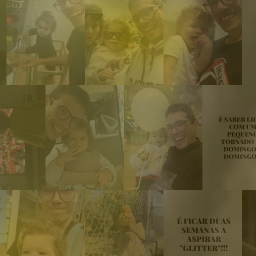 É SABER LI
COM UM
PEQUENO
TORNADO
DOMINGO
DOMINGO
É FICAR DUAS
SEMANAS A
ASPIRAR
"GLITTER"!!!